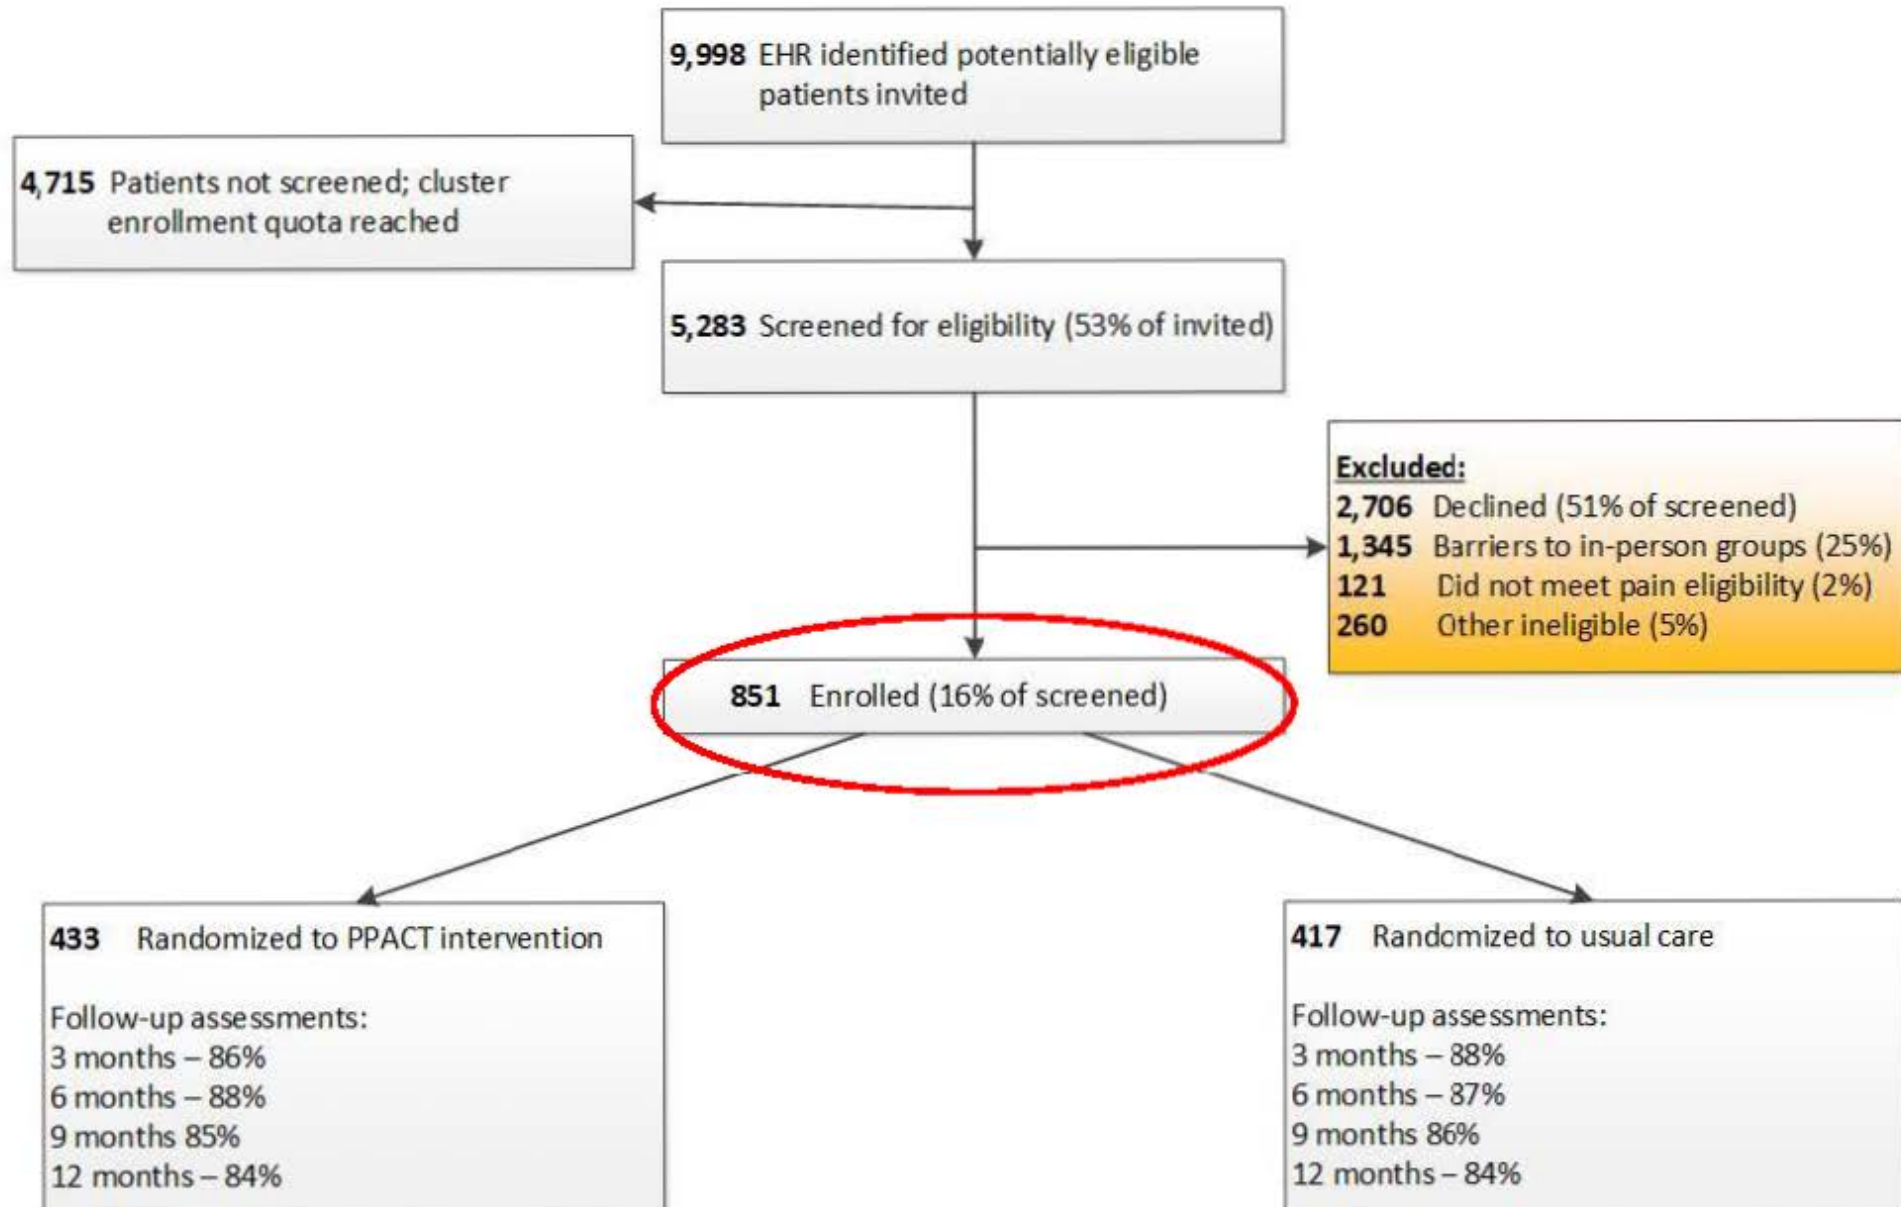 9,998 EHR identified potentially eligible
patients invited
4,715 Patients not screened; cluster
enrollment quota reached
5,283 Screened for eligibility (53% of invited)
Excluded:
2,706 Declined (51% of screened)
1,345 Barriers to in-person groups (25%)
121 Did not meet pain eligibility (2%)
260 Other ineligible (5%)
851 Enrolled (16% of screened)
433 Randomized to PPACT intervention
Follow-up assessments:
3 months – 86%
6 months – 88%
9 months 85%
12 months – 84%
417 Randomized to usual care
Follow-up assessments:
3 months – 88%
6 months – 87%
9 months 86%
12 months – 84%